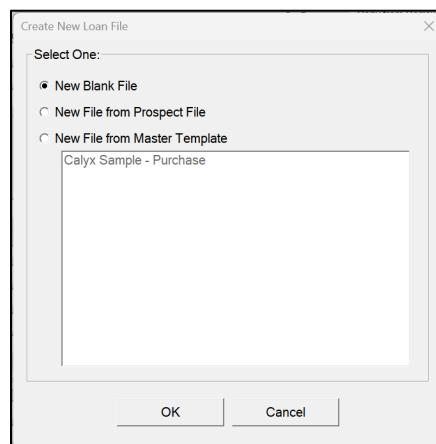 Create New Loan File
Select One:
New Blank File
New File from Prospect File
New File from Master Template
Calyx Sample - Purchase
OK
Cancel